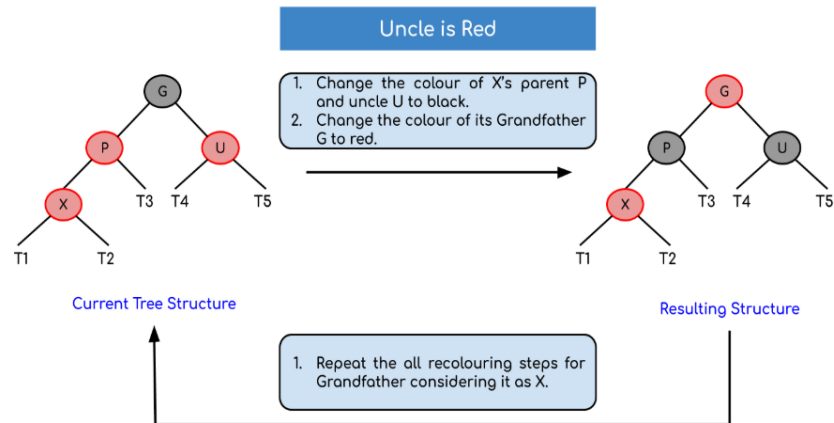 Uncle is Red
1. Change the colour of X's parent P
and uncle U to black.
2. Change the colour of its Grandfather
G to red.
G
P
U
X
T3
T4
T5
T1
T2
G
P
U
X
T3
T4
T5
T1
T2
Current Tree Structure
Resulting Structure
1. Repeat the all recolouring steps for
Grandfather considering it as X.